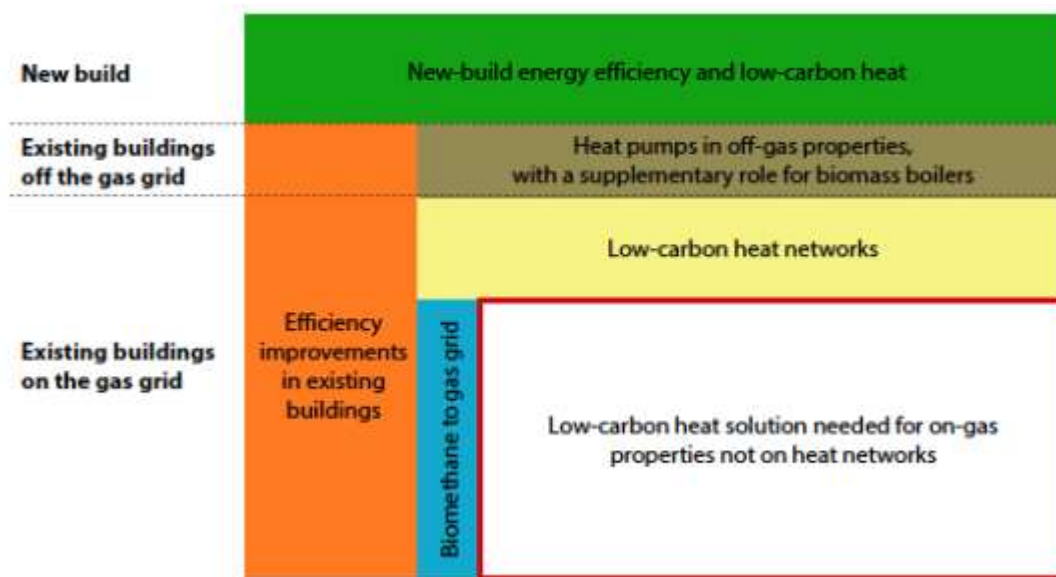 New build
New-build energy efficiency and low-carbon heat
Existing buildings
off the gas grid
Heat pumps in off-gas properties,
with a supplementary role for biomass boilers
Low-carbon heat networks
Existing buildings
on the gas grid
Efficiency
improvements
in existing
buildings
Biomethane to gas grid
Low-carbon heat solution needed for on-gas
properties not on heat networks